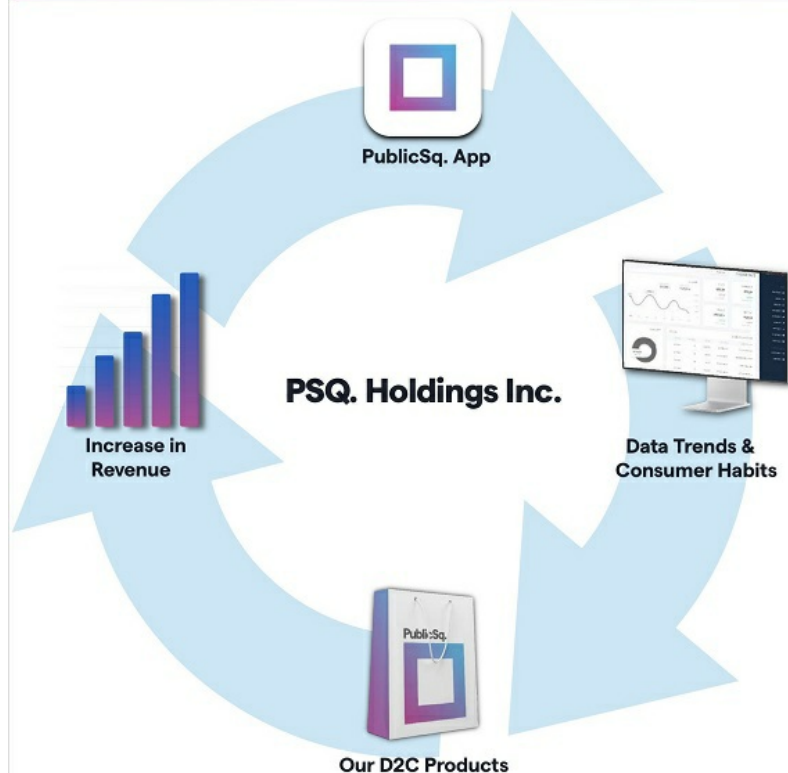 PublicSq. App
PSQ. Holdings Inc.
Increase in
Revenue
Data Trends &
Consumer Habits
PublicSq.
Our D2C Products